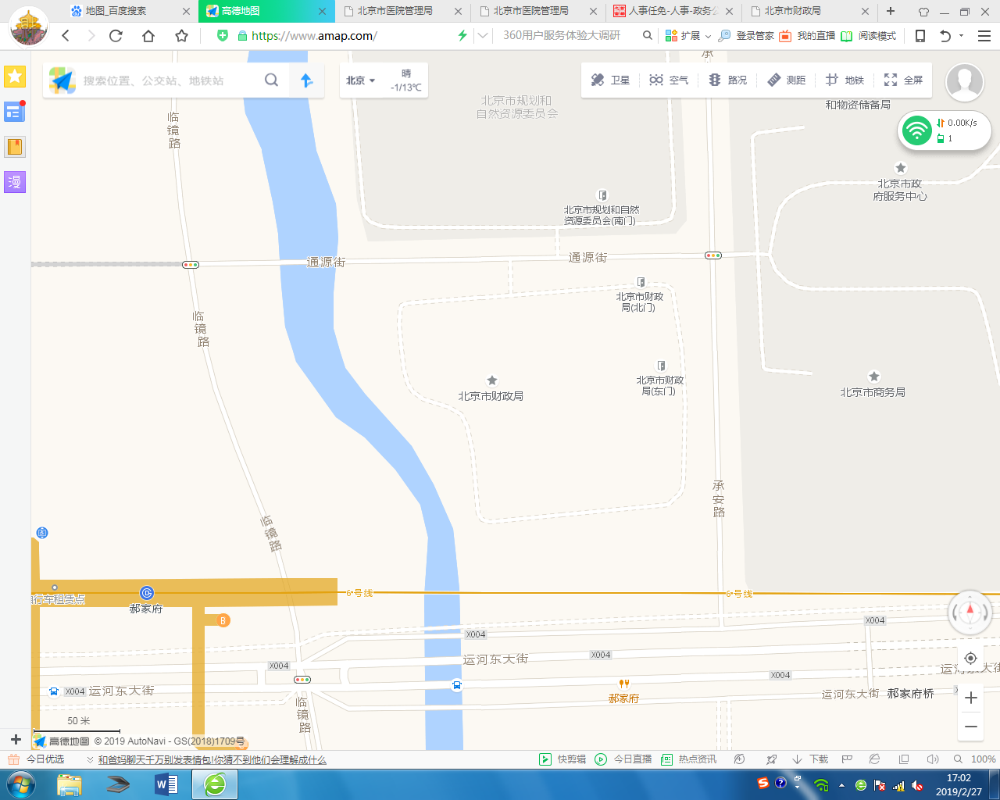 地图_百度搜索
高德地图
北京市医院管理局
北京市医院管理局
人事任免-人事-政务公
北京市财政局
https://www.amap.com/
360用户服务体验大调研
扩展
登录管家
我的直播
阅读模式
搜索位置、公交站、地铁站
北京
晴
-1/13℃
卫星
空气
路况
测距
地铁
全屏
承
和物资储备局
0.00K/s
1
漫
北京市规划和
自然资源委员会
临
镜
路
北京市政
府服务中心
北京市规划和自然
资源委员会(南门)
通源街
通源街
北京市财政
局(北门)
临
镜
路
北京市财政
局(东门)
北京市财政局
北京市商务局
承
安
路
临
镜
路
6号线
6号线
自行车租赁点
郝家府
B
X004
X004
X004
运河东大街
X004
X004
X004
运河东大街
运河东大街
郝家府
运河东大街
郝家府桥
临
镜
路
50 米
高德地图 © 2019 AutoNavi - GS(2018)1709号
今日优选
和爸妈聊天千万别发表情包!你猜不到他们会理解成什么
快剪辑
今日直播
热点资讯
下载
100%
17:02
2019/2/27